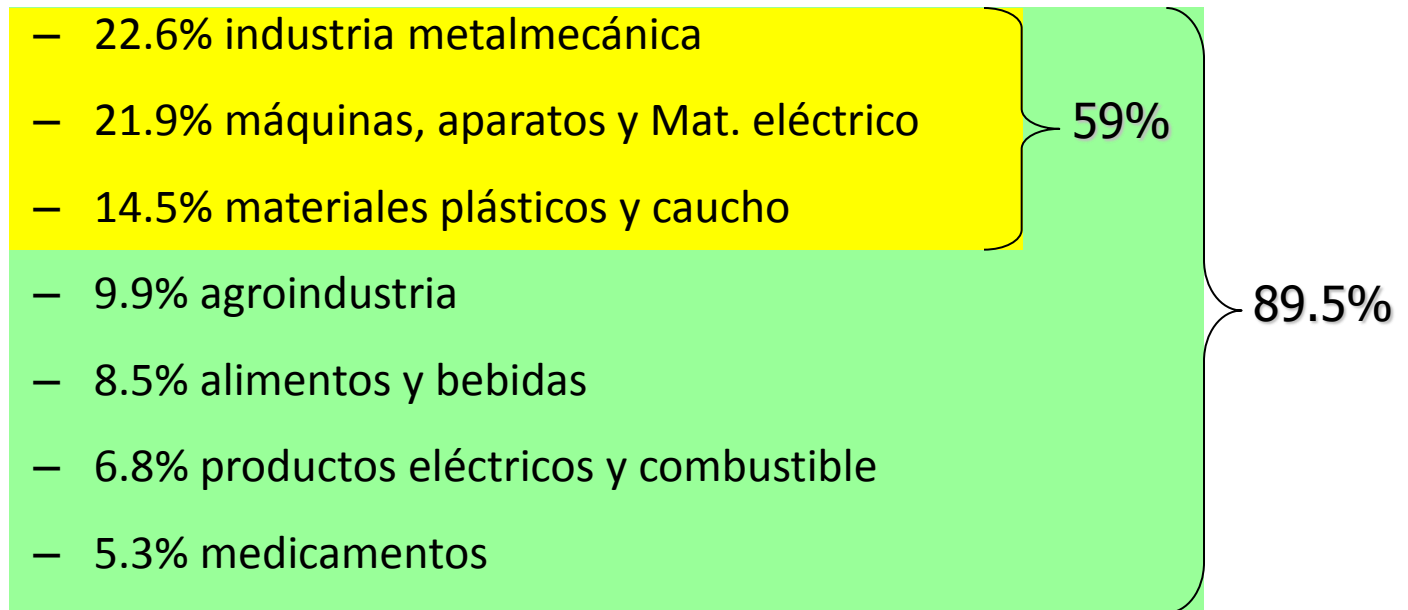 – 22.6% industria metalmecánica
– 21.9% máquinas, aparatos y Mat. eléctrico
59%
– 14.5% materiales plásticos y caucho
– 9.9% agroindustria
89.5%
– 8.5% alimentos y bebidas
– 6.8% productos eléctricos y combustible
– 5.3% medicamentos